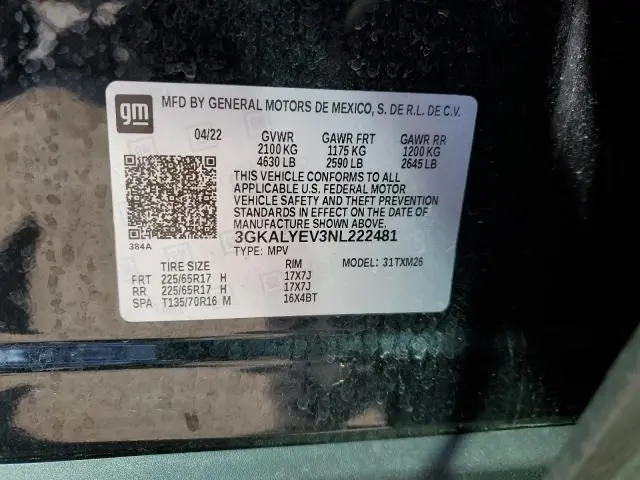 gm
MFD BY GENERAL MOTORS DE MEXICO, S. DE R.L. DE C.V.
04/22 GVWR GAWR FRT GAWR RR
2100 KG 1175 KG 1200 KG
4630 LB 2590 LB 2645 LB
THIS VEHICLE CONFORMS TO ALL
APPLICABLE U.S. FEDERAL MOTOR
VEHICLE SAFETY AND THEFT PREVENTION
STANDARDS IN EFFECT ON THE DATE OF
MANUFACTURE SHOWN ABOVE.
384A
3GKALYEV3NL222481
TYPE: MPV
MODEL: 31TXM26
TIRE SIZE RIM
FRT 225/65R17 H 17X7J
RR 225/65R17 H 17X7J
SPA T135/70R16 M 16X4BT